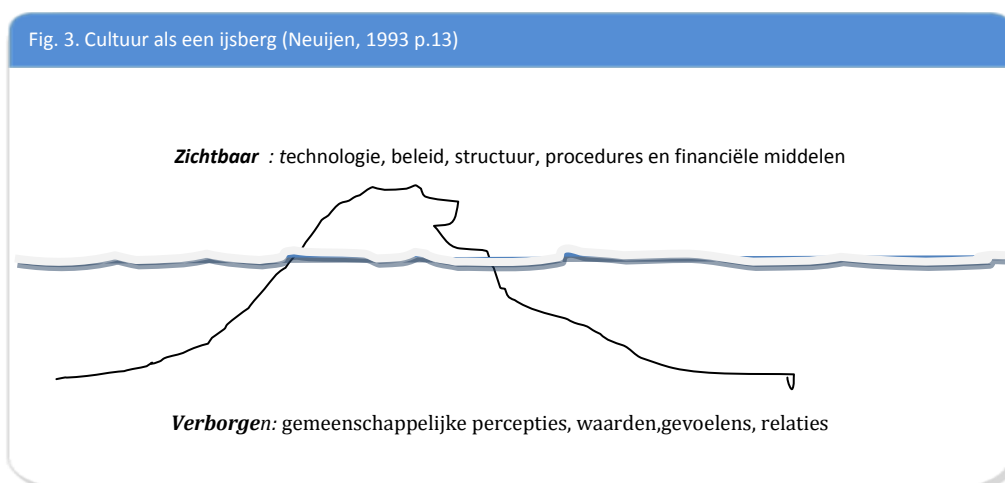 Fig. 3. Cultuur als een ijsberg (Neuijen, 1993 p.13)
Zichtbaar : technologie, beleid, structuur, procedures en financiële middelen
Verborgen: gemeenschappelijke percepties, waarden,gevoelens, relaties